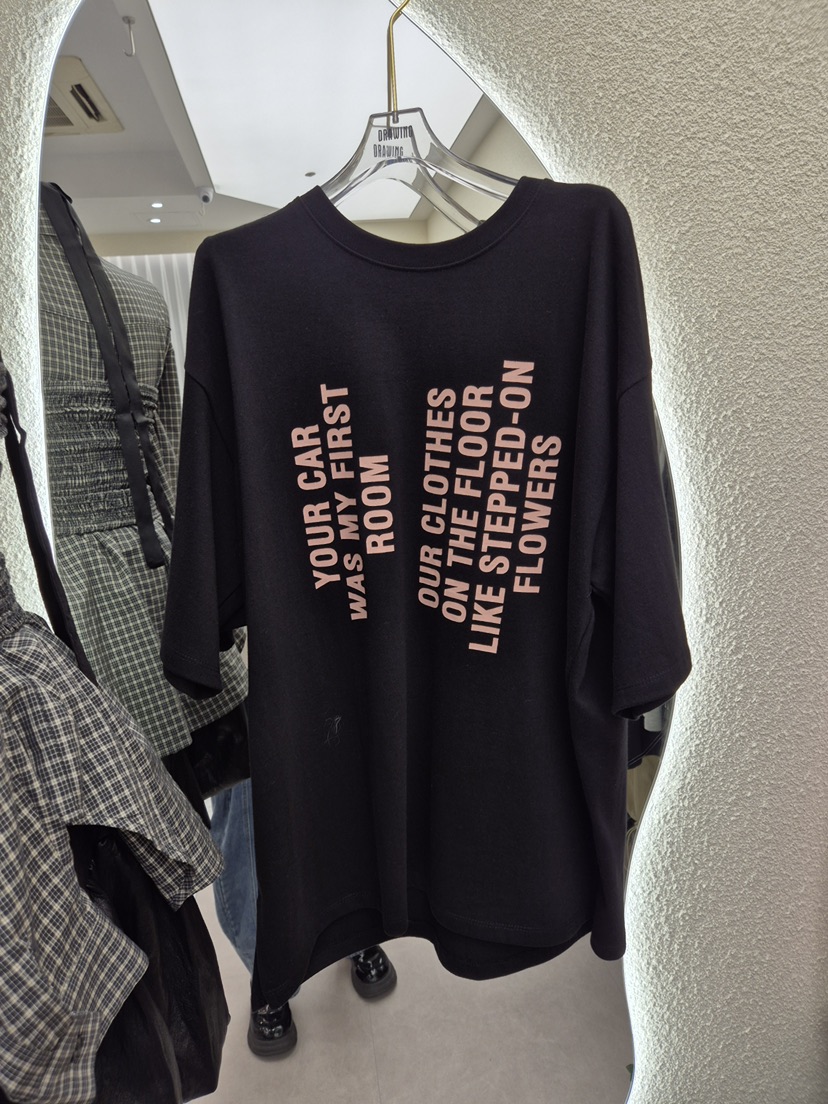 DRAWING
DRAWING
YOUR CAR
WAS MY FIRST
ROOM
OUR CLOTHES
ON THE FLOOR
LIKE STEPPED-ON
FLOWERS